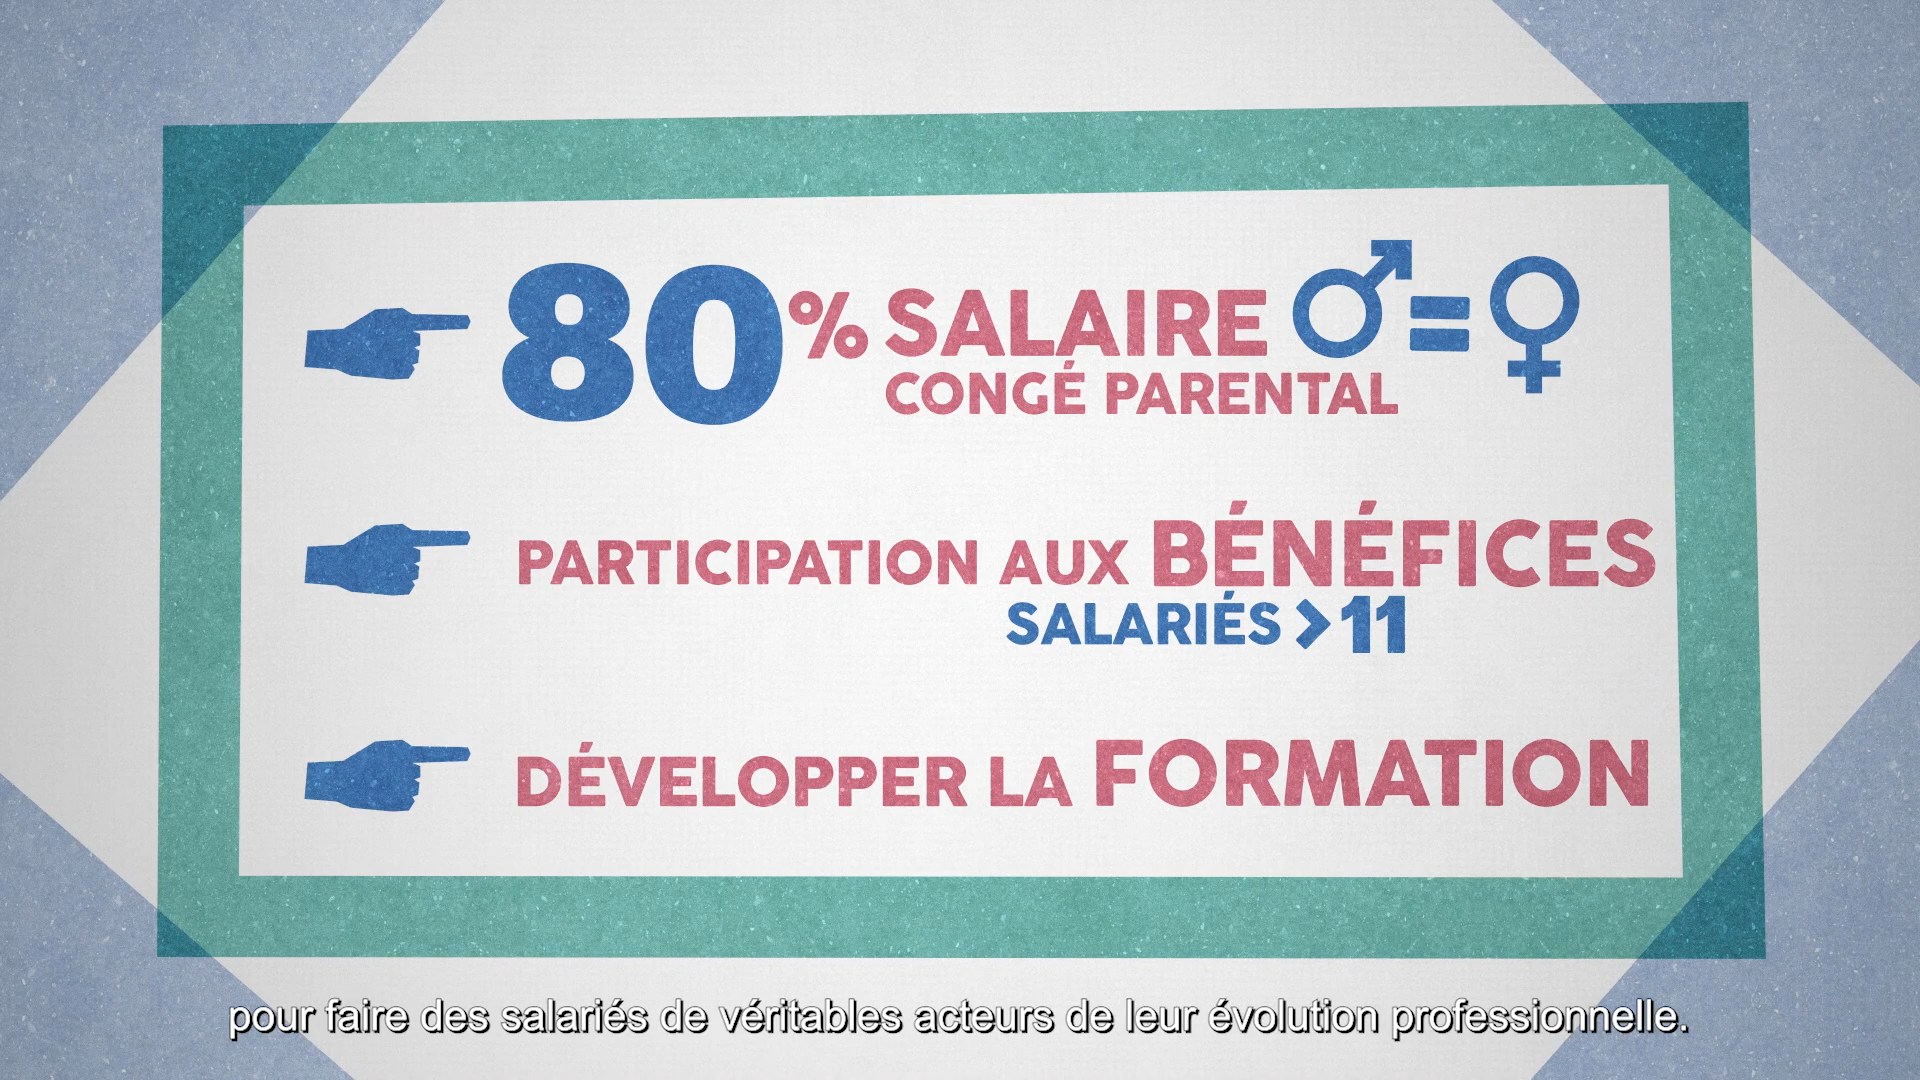 80% SALAIRE ♂=♀
CONGÉ PARENTAL
PARTICIPATION AUX BÉNÉFICES
SALARIÉS > 11
DÉVELOPPER LA FORMATION
pour faire des salariés de véritables acteurs de leur évolution professionnelle.